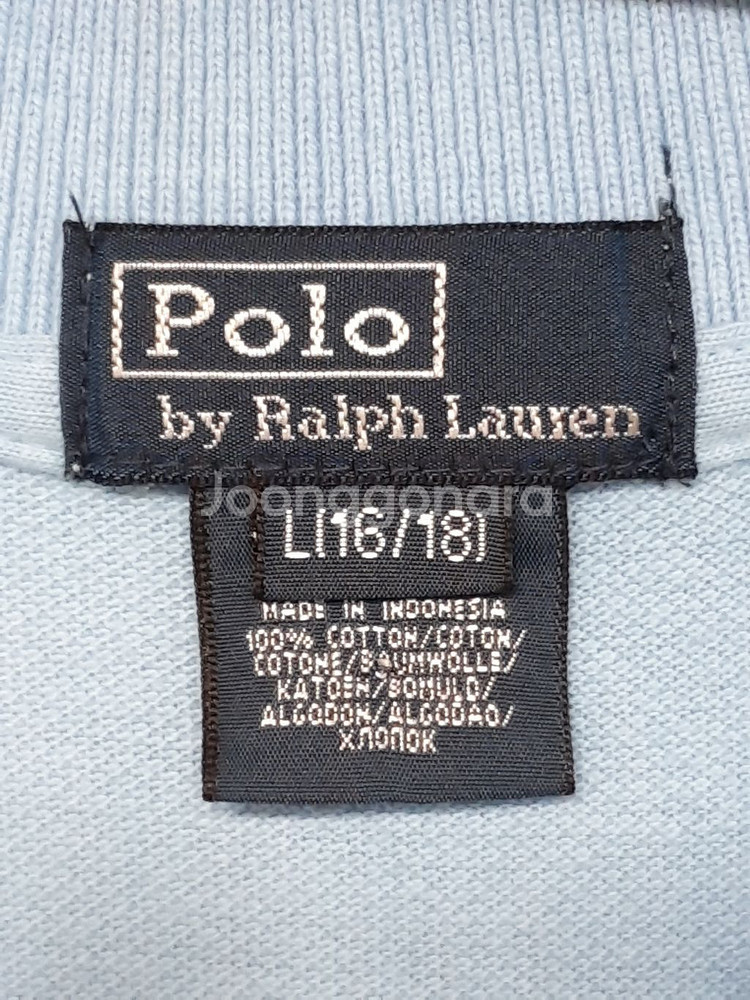 Polo
by Ralph Lauren
Joonggonara
L(16/18)
MADE IN INDONESIA
100% COTTON/COTON/
COTONE/BAUMWOLLE/
KATOEN/BOMULD/
ALGODON/ALGODAO/
ХЛОПОК